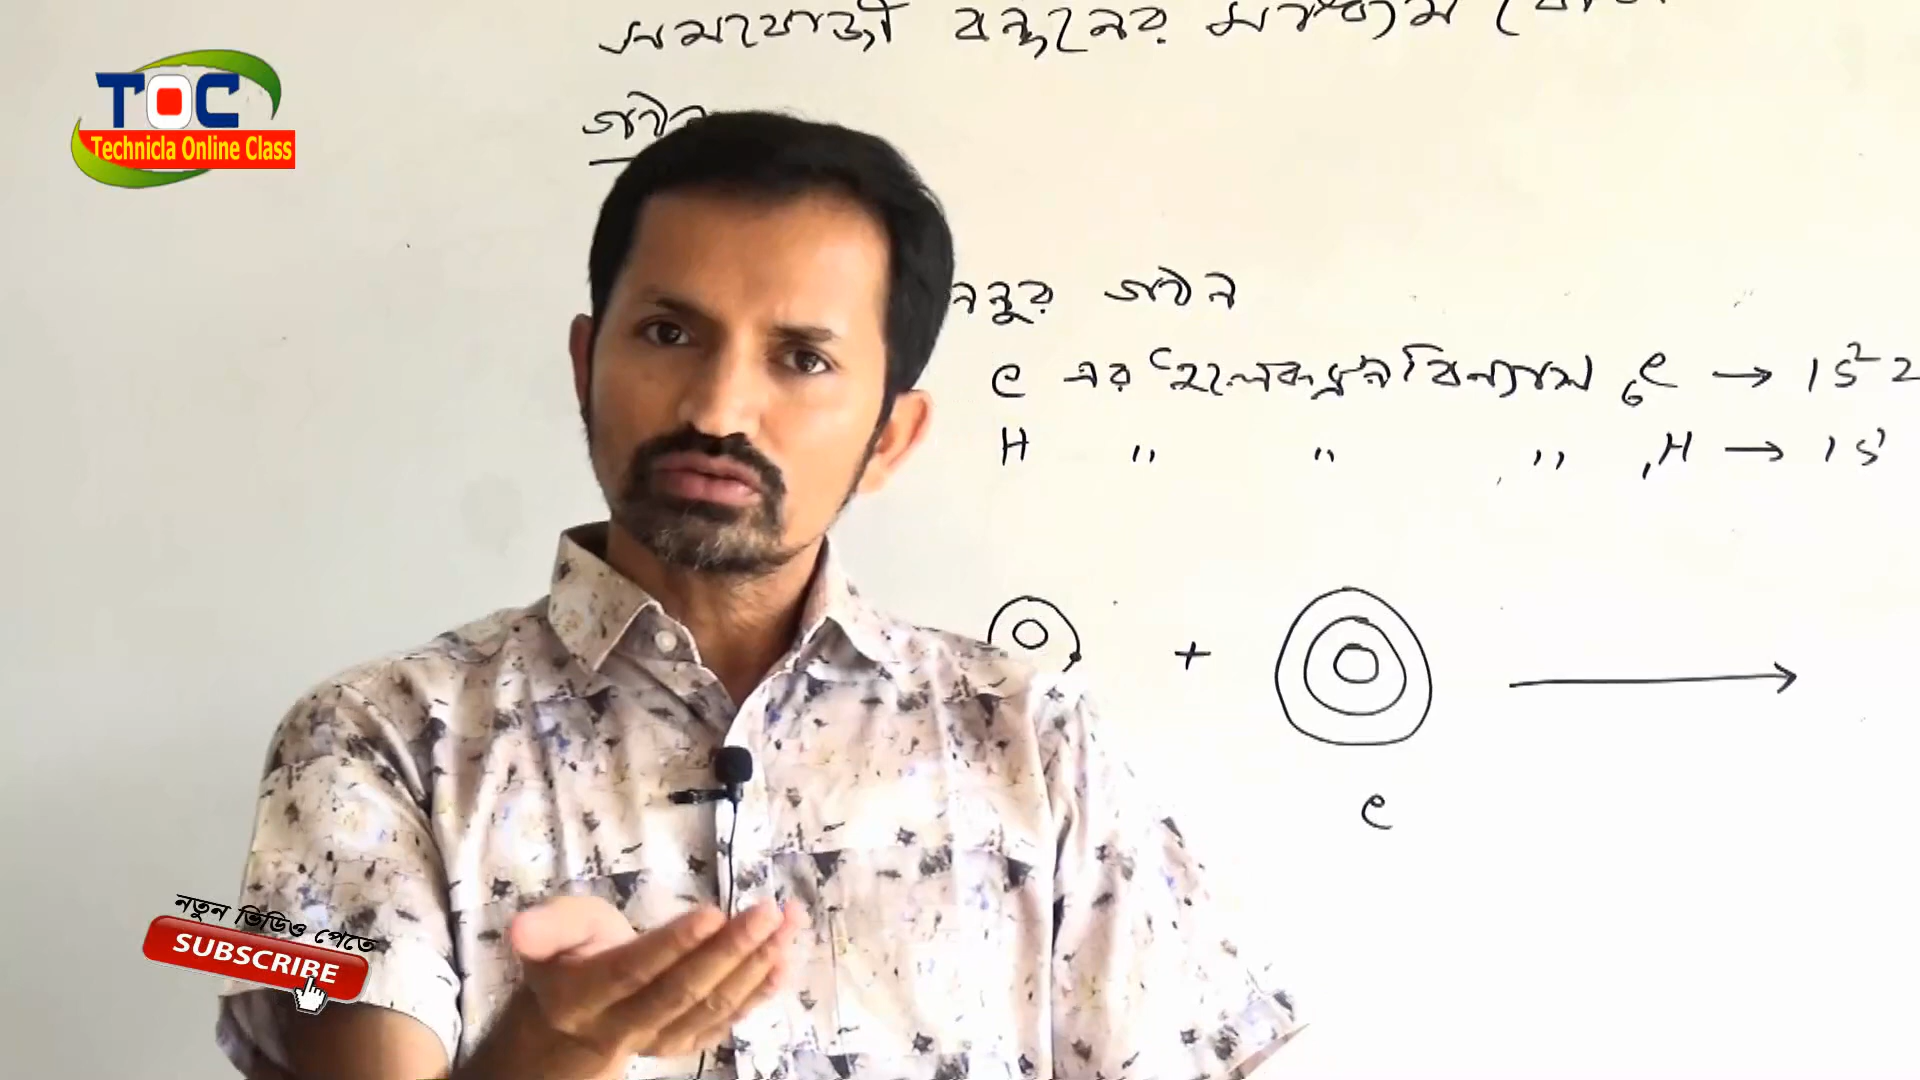 সমযোজী বন্ধনের মাধ্যমে
TOC
Technicla Online Class
গঠন
গঠন
C এর ইলেকট্রন বিন্যাস ₆C → 1s² 2
H " " " ₁H → 1s¹
+
C
নতুন ভিডিও পেতে
SUBSCRIBE